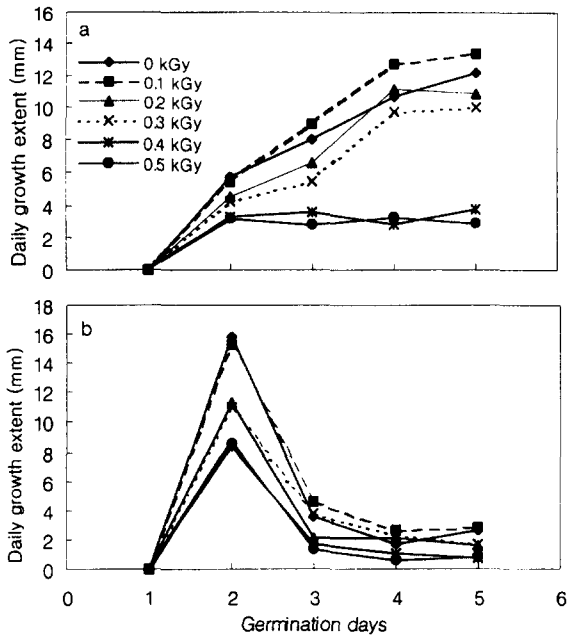 16
a
14
0 kGy
12
0.1 kGy
10
0.2 kGy
0.3 kGy
8
0.4 kGy
6
0.5 kGy
4
2
0
Daily growth extent (mm)
18
b
16
14
12
10
8
6
4
2
0
Daily growth extent (mm)
0 1 2 3 4 5 6
Germination days